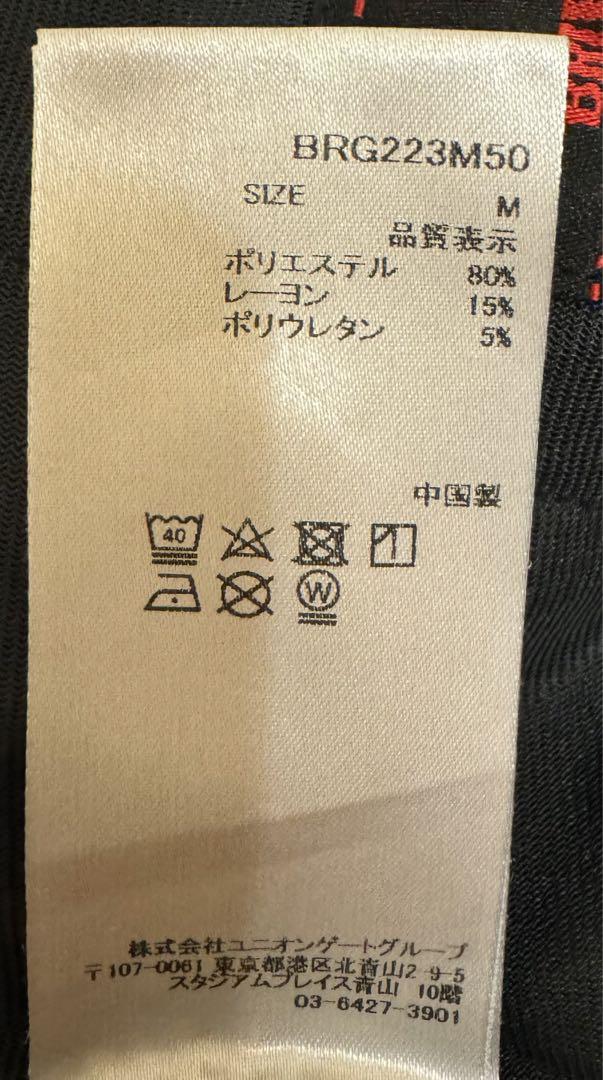 BRG223M50
SIZE M
品質表示
ポリエステル 80%
レーヨン 15%
ポリウレタン 5%
中国製
40
W
株式会社ユニオンゲートグループ
〒107-0061 東京都港区北青山2-9-5
スタジアムプレイス青山 10階
03-6427-3901